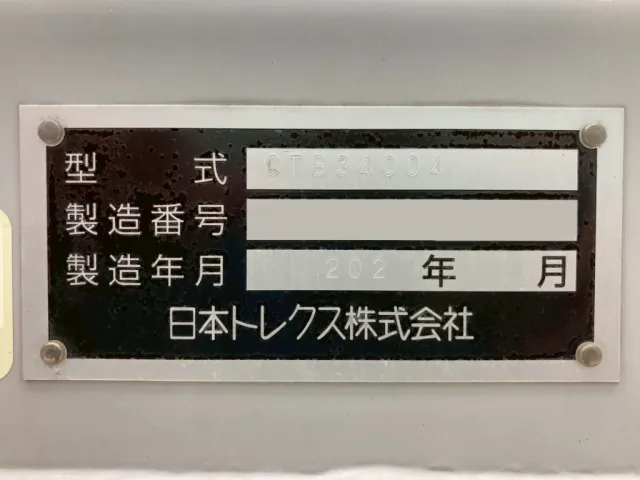 型 式 CTB34004
製造番号
製造年月 202 年 月
日本トレクス株式会社